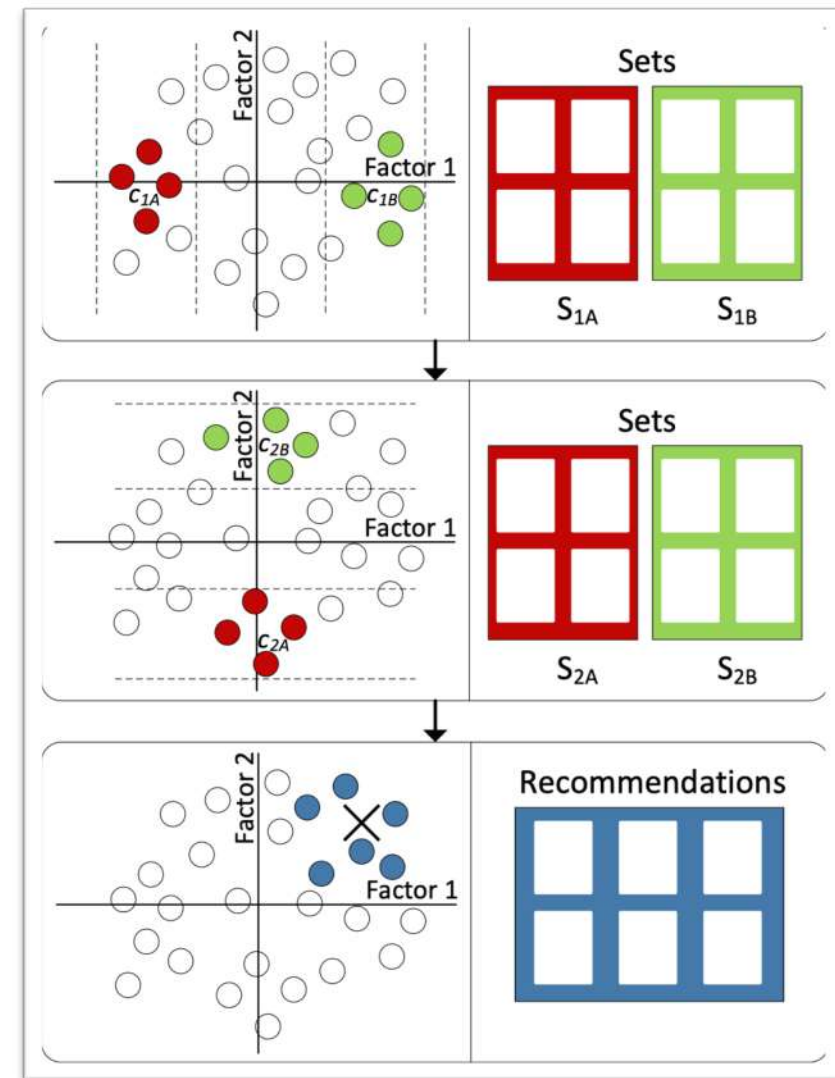 Factor 2
Sets
Factor 1
c1A
c1B
S1A
S1B
Factor 2
Sets
c2B
Factor 1
c2A
S2A
S2B
Factor 2
Recommendations
Factor 1